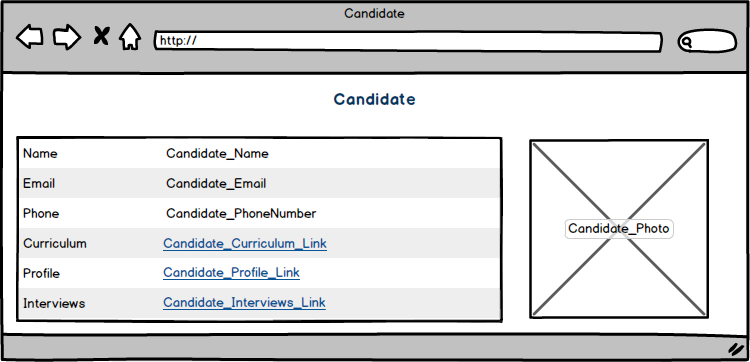 Candidate
http://
Candidate
Name Candidate_Name
Email Candidate_Email
Phone Candidate_PhoneNumber
Curriculum Candidate_Curriculum_Link
Profile Candidate_Profile_Link
Interviews Candidate_Interviews_Link
Candidate_Photo